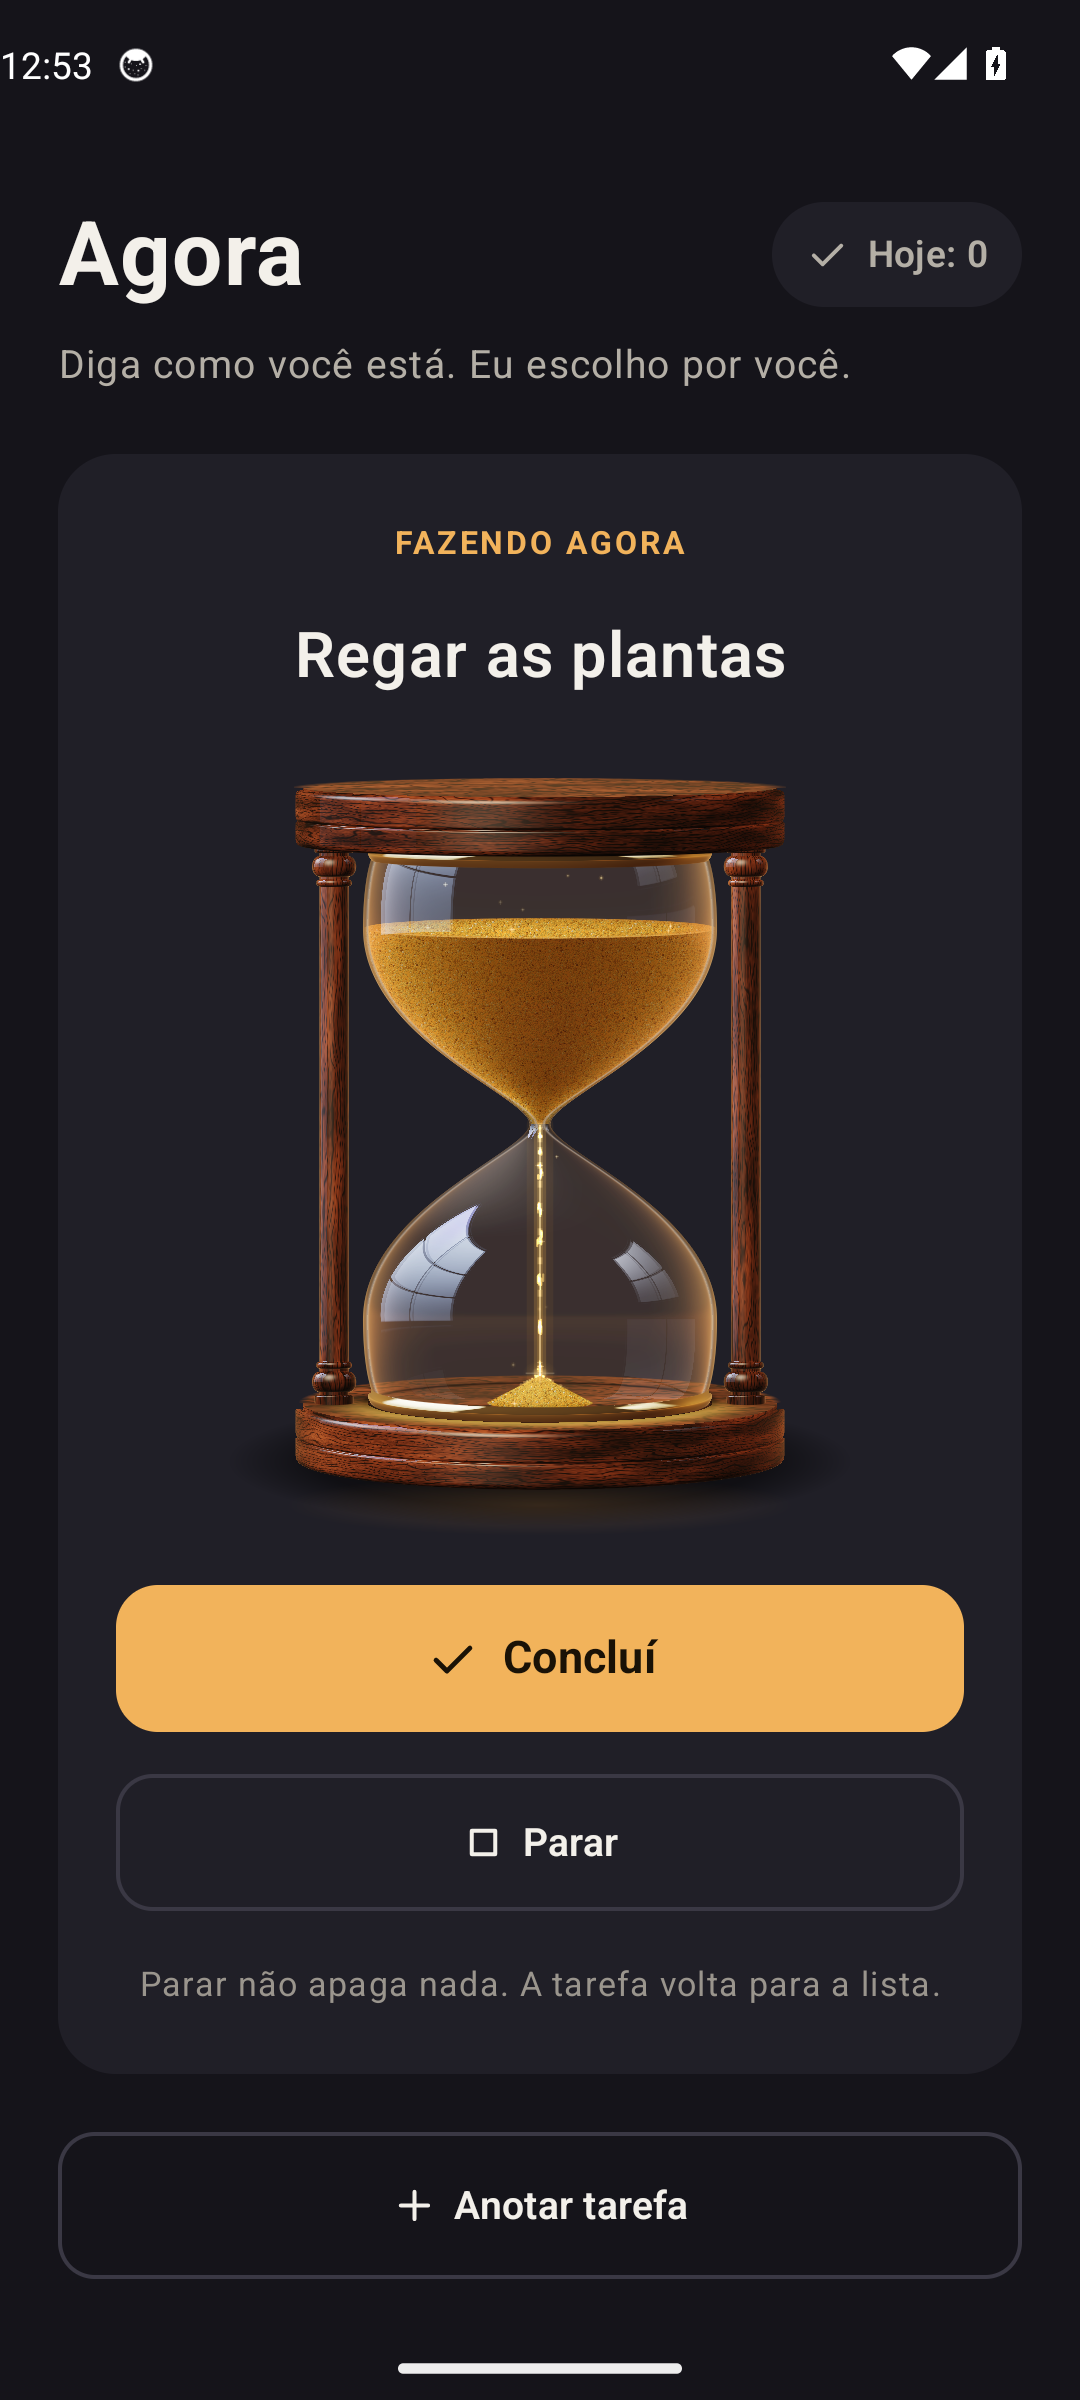 12:53
Agora
Hoje: 0
Diga como você está. Eu escolho por você.
FAZENDO AGORA
Regar as plantas
Concluí
Parar
Parar não apaga nada. A tarefa volta para a lista.
Anotar tarefa